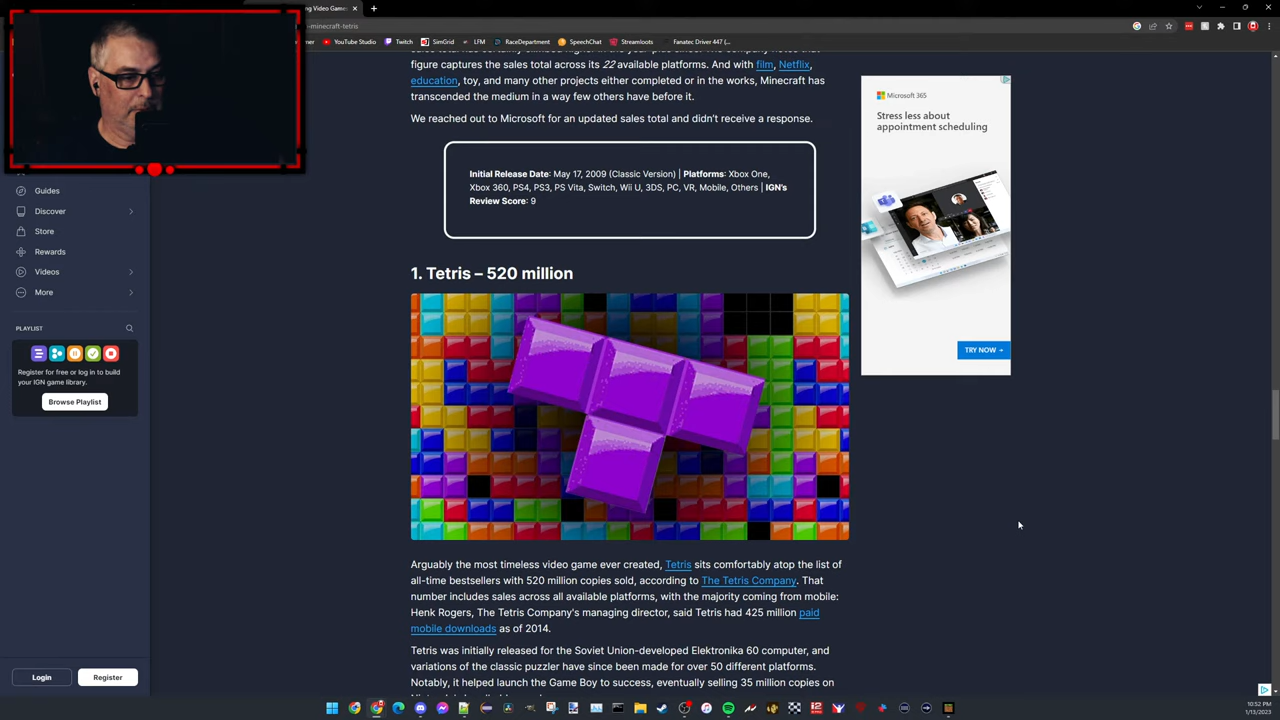 ng Video Game
-minecraft-tetris
YouTube Studio
Twitch
SimGrid
LFM
RaceDepartment
SpeechChat
Streamloots
Fanatec Driver 447 (...
figure captures the sales total across its 22 available platforms. And with film, Netflix,
education, toy, and many other projects either completed or in the works, Minecraft has
transcended the medium in a way few others have before it.
We reached out to Microsoft for an updated sales total and didn't receive a response.
Initial Release Date: May 17, 2009 (Classic Version) | Platforms: Xbox One,
Xbox 360, PS4, PS3, PS Vita, Switch, Wii U, 3DS, PC, VR, Mobile, Others | IGN's
Review Score: 9
Microsoft 365
Stress less about
appointment scheduling
TRY NOW →
Guides
Discover
Store
Rewards
Videos
More
PLAYLIST
Register for free or log in to build
your IGN game library.
Browse Playlist
Login
Register
1. Tetris – 520 million
Arguably the most timeless video game ever created, Tetris sits comfortably atop the list of
all-time bestsellers with 520 million copies sold, according to The Tetris Company. That
number includes sales across all available platforms, with the majority coming from mobile:
Henk Rogers, The Tetris Company's managing director, said Tetris had 425 million paid
mobile downloads as of 2014.
Tetris was initially released for the Soviet Union-developed Elektronika 60 computer, and
variations of the classic puzzler have since been made for over 50 different platforms.
Notably, it helped launch the Game Boy to success, eventually selling 35 million copies on
10:52 PM
1/13/2023